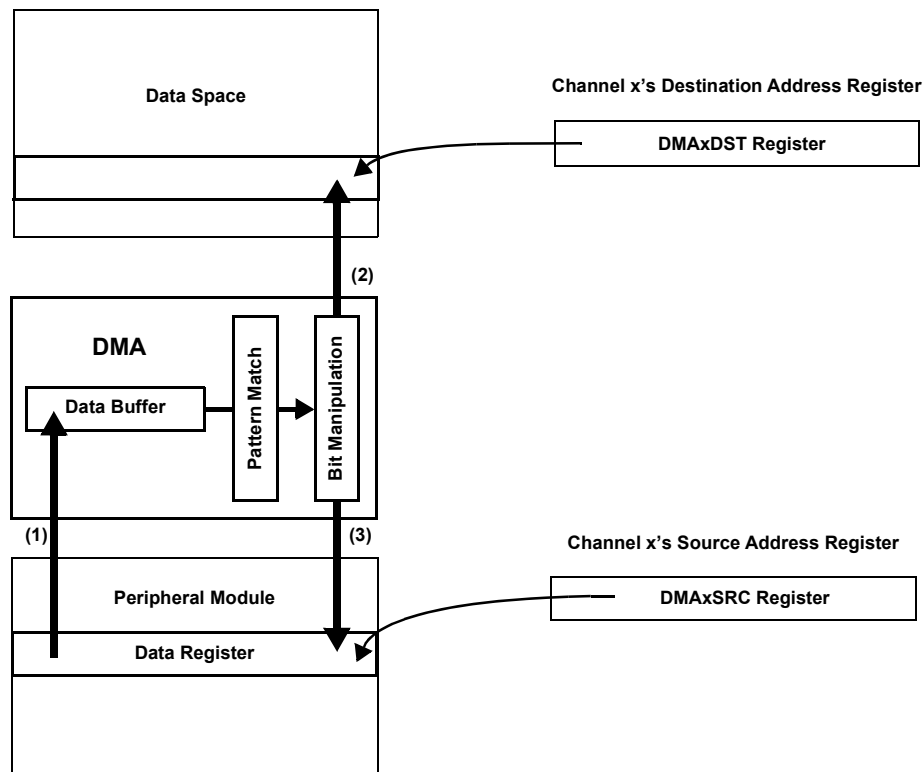 Data Space
Channel x's Destination Address Register
DMAxDST Register
(2)
DMA
Data Buffer
Pattern Match
Bit Manipulation
(1)
(3)
Channel x's Source Address Register
Peripheral Module
DMAxSRC Register
Data Register